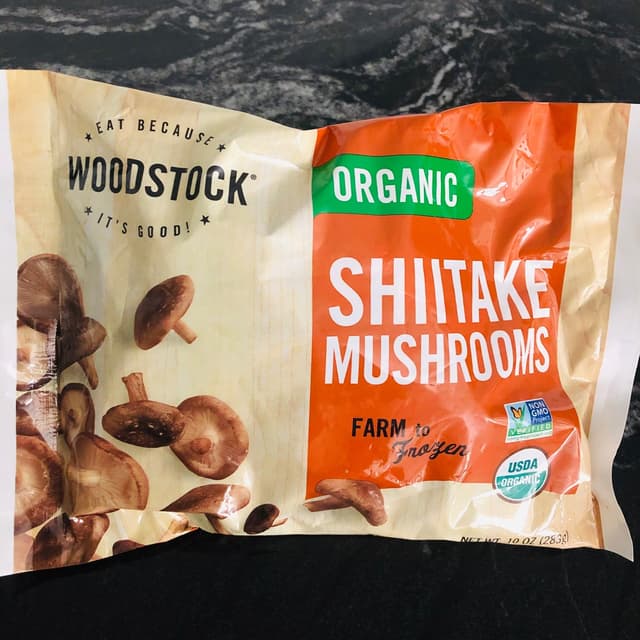 EAT BECAUSE
WOODSTOCK®
IT'S GOOD!
ORGANIC
SHIITAKE
MUSHROOMS
FARM to
Frozen
NON
GMO
Project
VERIFIED
USDA
ORGANIC
NET WT. 10 OZ (283g)